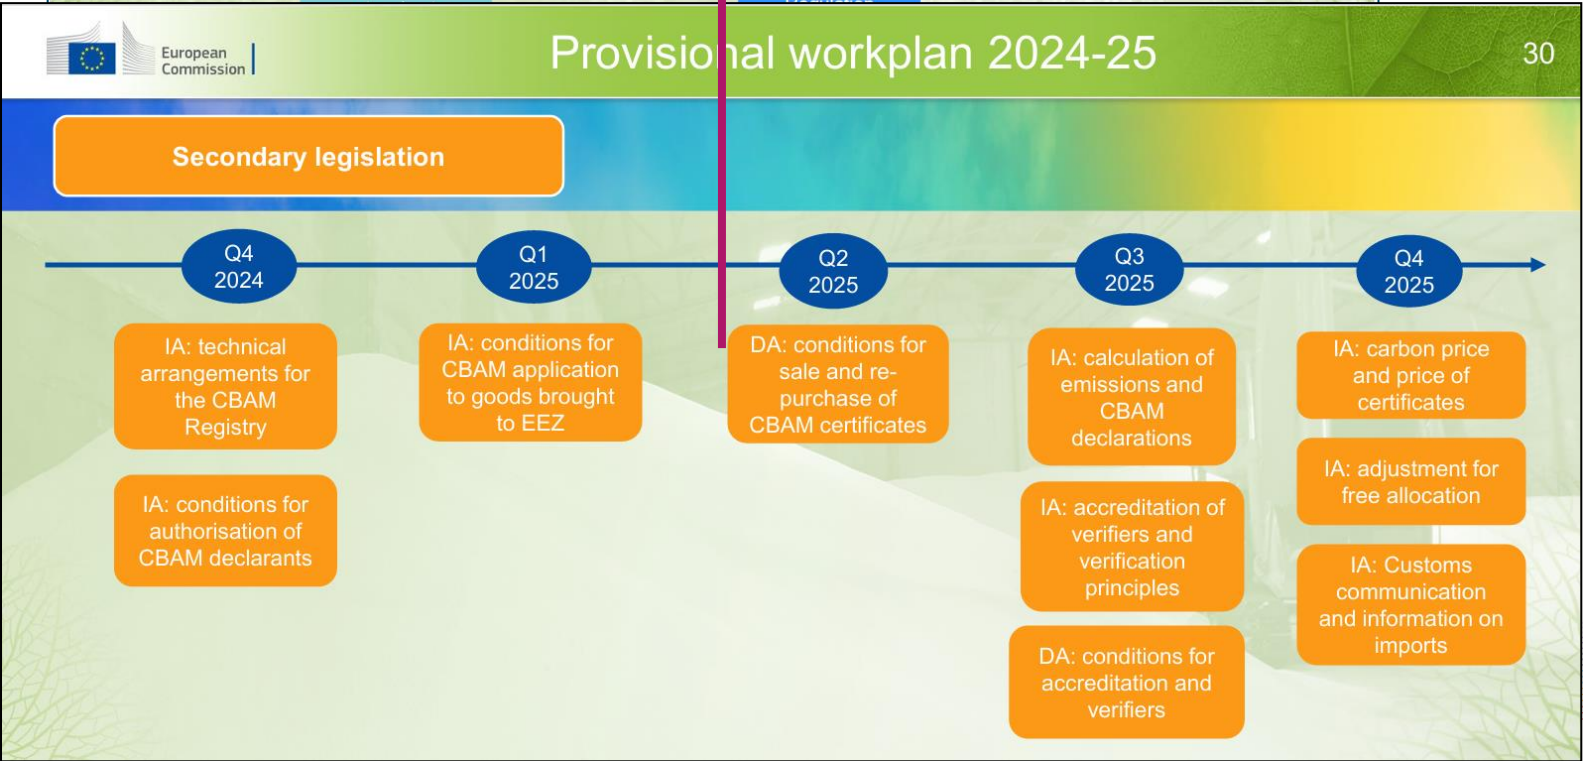 European
Commission
Provisional workplan 2024-25
30
Secondary legislation
Q4
2024
Q1
2025
Q2
2025
Q3
2025
Q4
2025
IA: technical
arrangements for
the CBAM
Registry
IA: conditions for
authorisation of
CBAM declarants
IA: conditions for
CBAM application
to goods brought
to EEZ
DA: conditions for
sale and re-
purchase of
CBAM certificates
IA: calculation of
emissions and
CBAM
declarations
IA: accreditation of
verifiers and
verification
principles
DA: conditions for
accreditation and
verifiers
IA: carbon price
and price of
certificates
IA: adjustment for
free allocation
IA: Customs
communication
and information on
imports